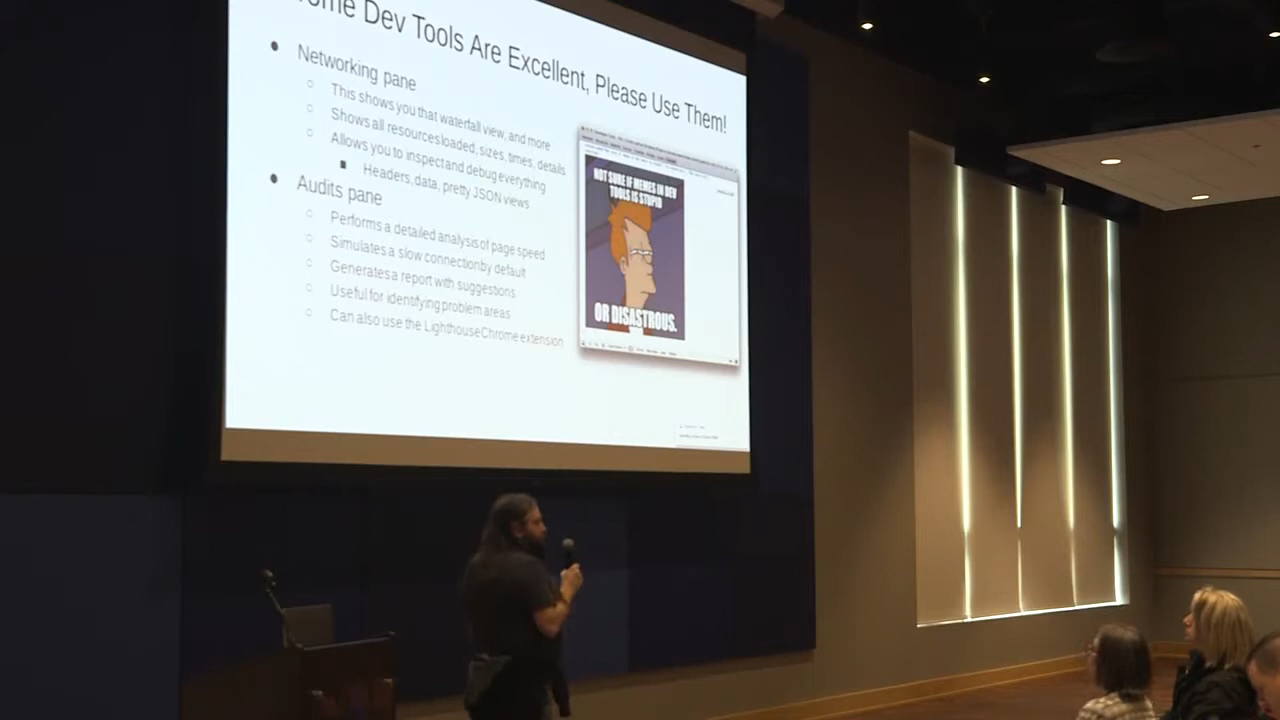 ome Dev Tools Are Excellent, Please Use Them!
Networking pane
This shows you that waterfall view, and more
Shows all resources loaded, sizes, times, details
Allows you to inspect and debug everything
Headers, data, pretty JSON views
Audits pane
Performs a detailed analysis of page speed
Simulates a slow connection by default
Generates a report with suggestions
Useful for identifying problem areas
Can also use the Lighthouse Chrome extension
NOT SURE IF MEMES IN DEV
TOOLS IS STUPID
OR DISASTROUS.